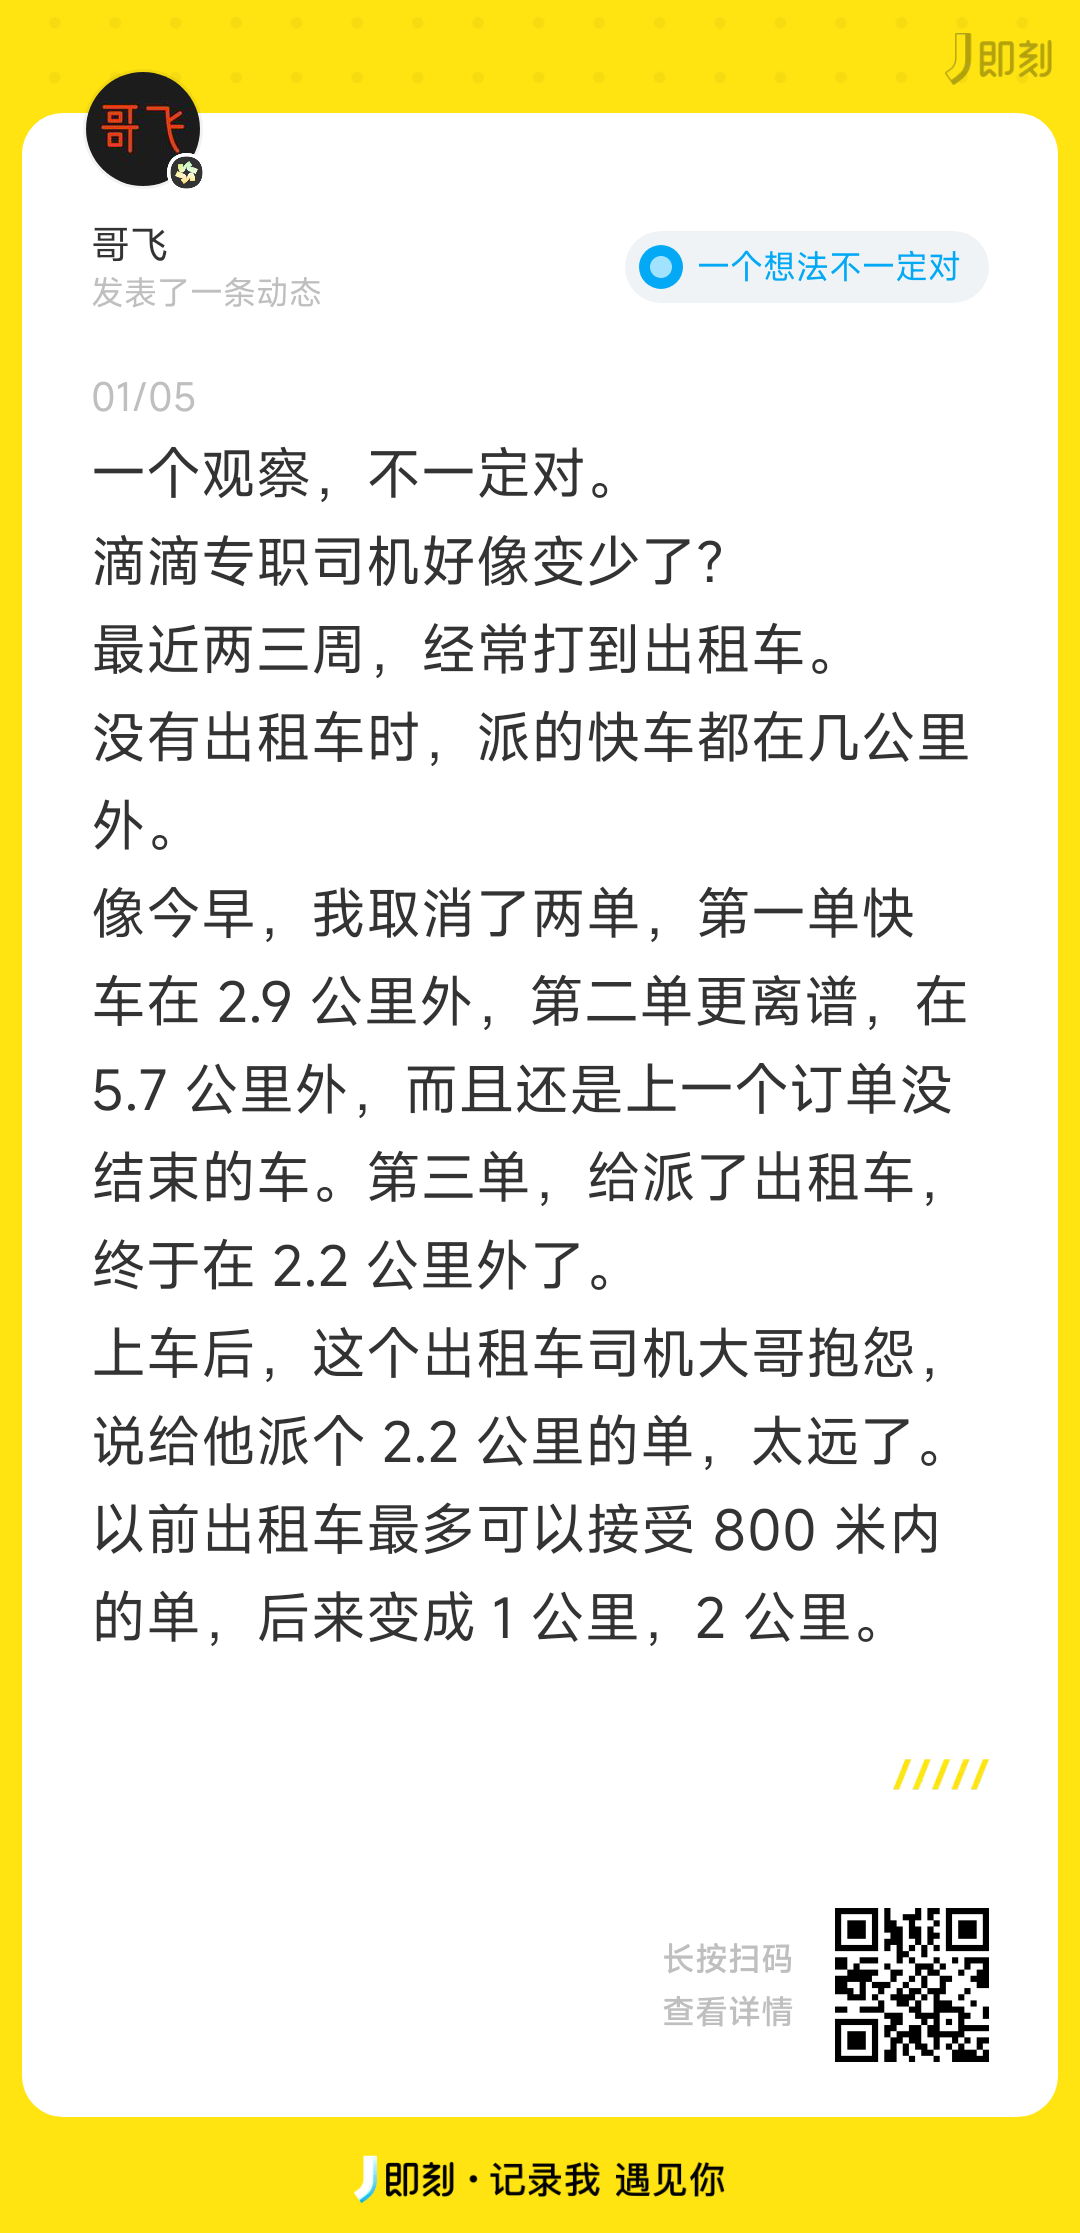 即刻
哥飞
哥飞
发表了一条动态
一个想法不一定对
01/05
一个观察，不一定对。
滴滴专职司机好像变少了？
最近两三周，经常打到出租车。
没有出租车时，派的快车都在几公里
外。
像今早，我取消了两单，第一单快
车在 2.9 公里外，第二单更离谱，在
5.7 公里外，而且还是上一个订单没
结束的车。第三单，给派了出租车，
终于在 2.2 公里外了。
上车后，这个出租车司机大哥抱怨，
说给他派个 2.2 公里的单，太远了。
以前出租车最多可以接受 800 米内
的单，后来变成 1 公里，2 公里。
长按扫码
查看详情
即刻·记录我 遇见你